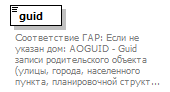 guid
Соответствие ГАР: Если не
указан дом: AOGUID - Guid
записи родительского объекта
(улицы, города, населенного
пункта, планировочной структ...